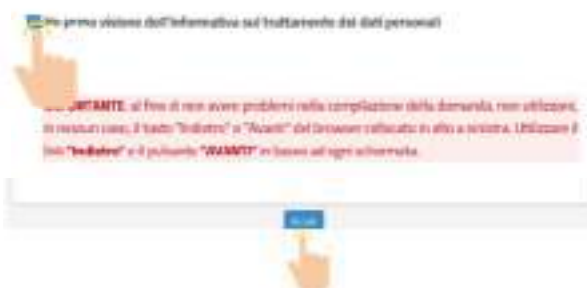 Ho preso visione dell'Informativa sul trattamento dei dati personali
IMPORTANTE: al fine di non avere problemi nella compilazione della domanda, non utilizzare,
in nessun caso, il tasto "Indietro" o "Avanti" del browser collocato in alto a sinistra. Utilizzare il
link "Indietro" e il pulsante "AVANTI" in basso ad ogni schermata.